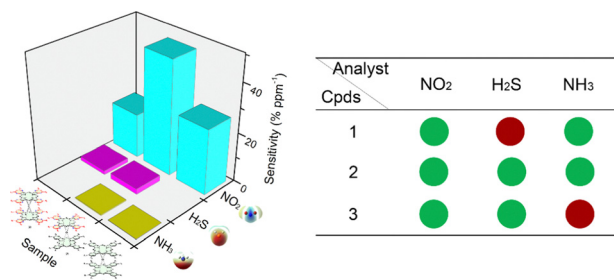 40
20
0
Sensitivity (% ppm⁻¹)
NO₂
H₂S
NH₃
Sample
Analyst
Cpds
NO₂ H₂S NH₃
1
2
3